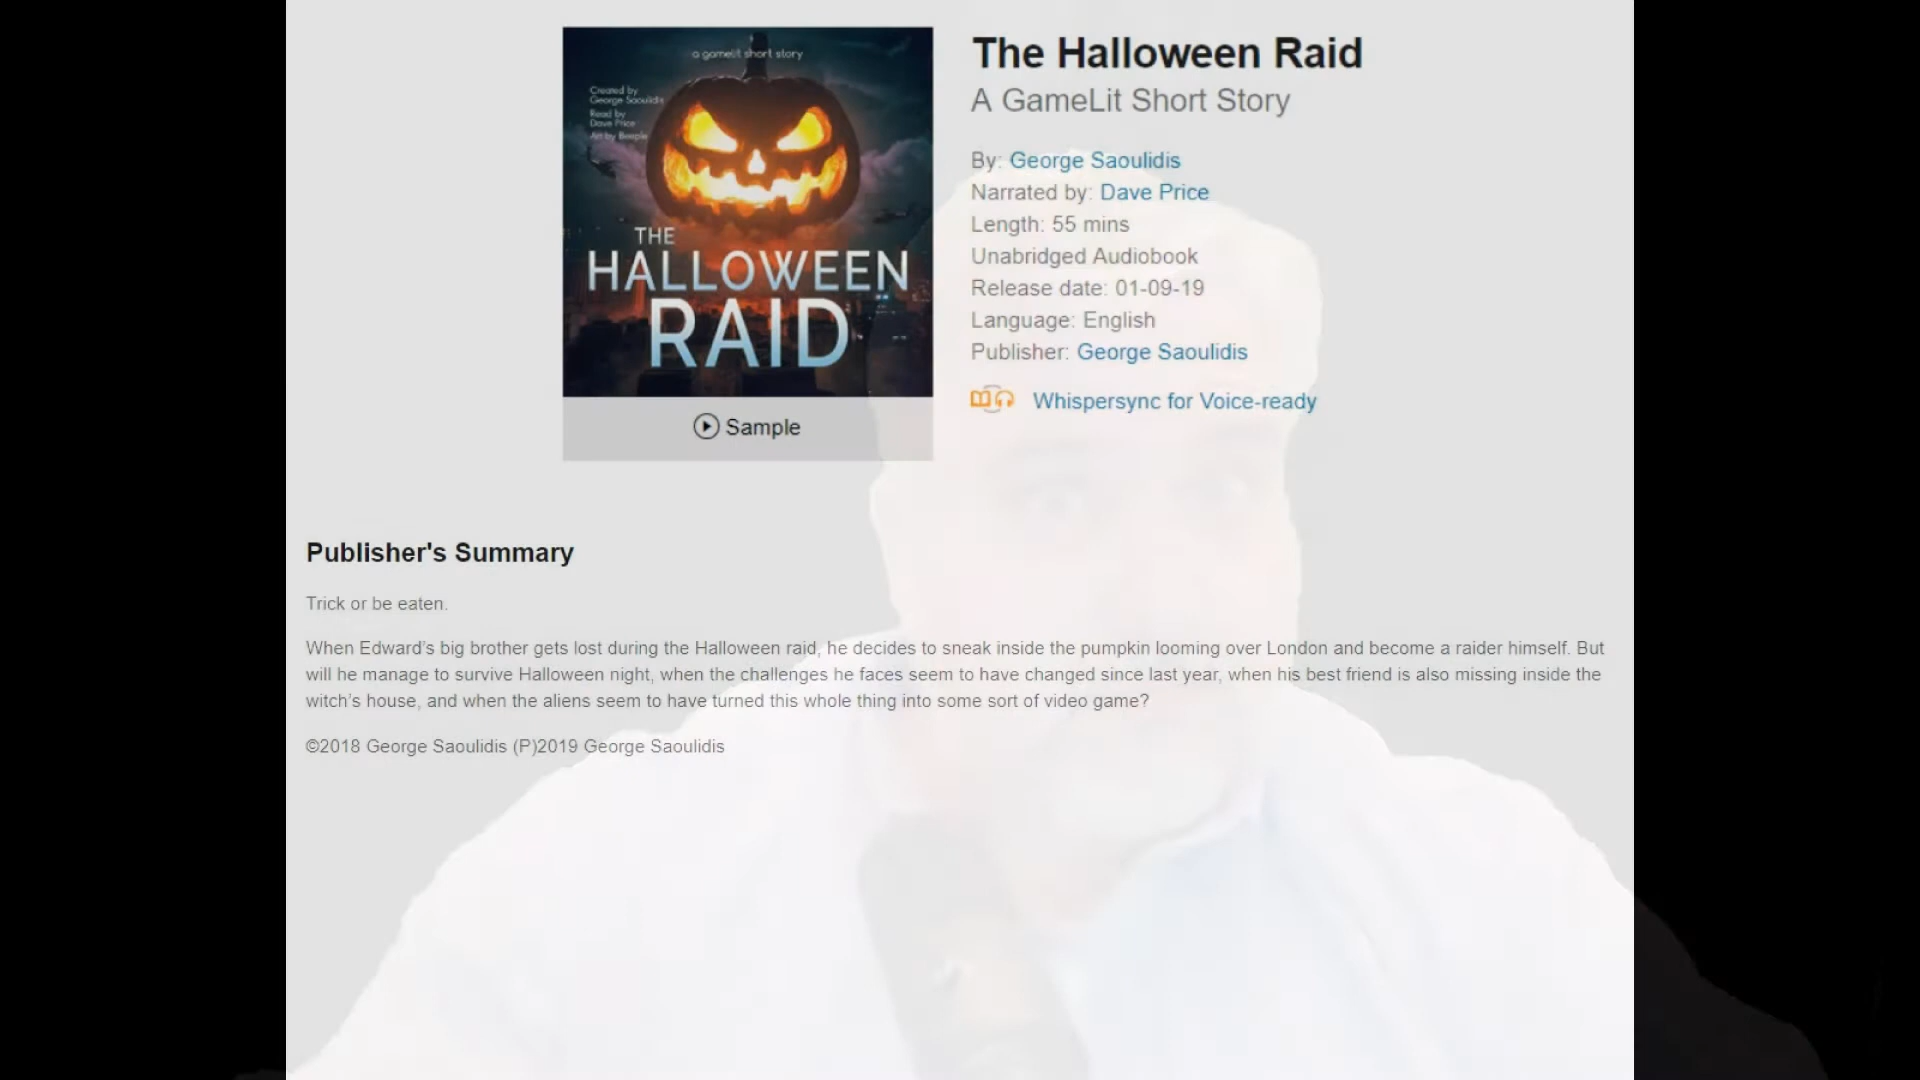 a gamelit short story
Created by
George Saoulidis
Read by
Dave Price
Art by Beeple
THE
HALLOWEEN
RAID
Sample
The Halloween Raid
A GameLit Short Story
By: George Saoulidis
Narrated by: Dave Price
Length: 55 mins
Unabridged Audiobook
Release date: 01-09-19
Language: English
Publisher: George Saoulidis
Whispersync for Voice-ready
Publisher's Summary
Trick or be eaten.
When Edward’s big brother gets lost during the Halloween raid, he decides to sneak inside the pumpkin looming over London and become a raider himself. But
will he manage to survive Halloween night, when the challenges he faces seem to have changed since last year, when his best friend is also missing inside the
witch’s house, and when the aliens seem to have turned this whole thing into some sort of video game?
©2018 George Saoulidis (P)2019 George Saoulidis